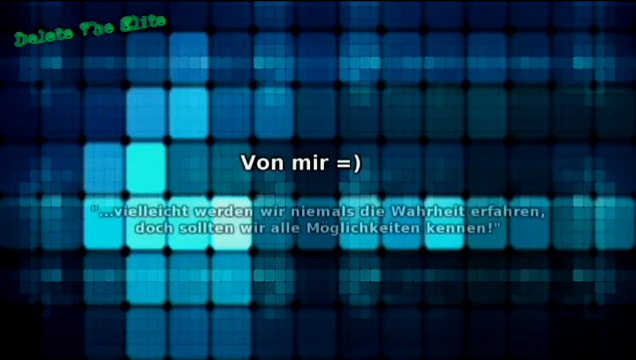 Delete The Elite
Von mir =)
"...vielleicht werden wir niemals die Wahrheit erfahren,
doch sollten wir alle Möglichkeiten kennen!"